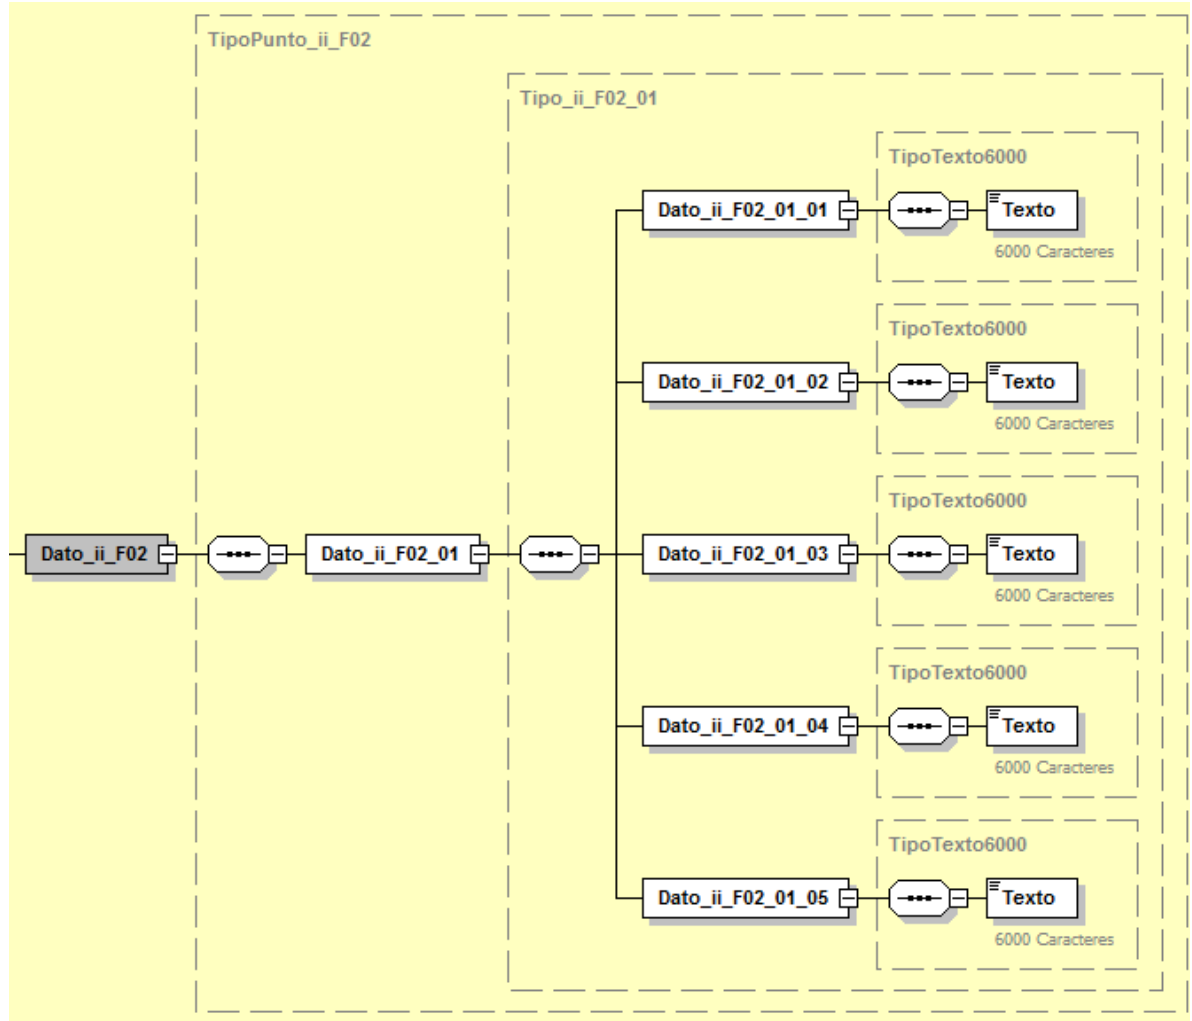 TipoPunto_ii_F02
Tipo_ii_F02_01
TipoTexto6000
Dato_ii_F02_01_01
Texto
6000 Caracteres
TipoTexto6000
Dato_ii_F02_01_02
Texto
6000 Caracteres
TipoTexto6000
Dato_ii_F02
Dato_ii_F02_01
Dato_ii_F02_01_03
Texto
6000 Caracteres
TipoTexto6000
Dato_ii_F02_01_04
Texto
6000 Caracteres
TipoTexto6000
Dato_ii_F02_01_05
Texto
6000 Caracteres